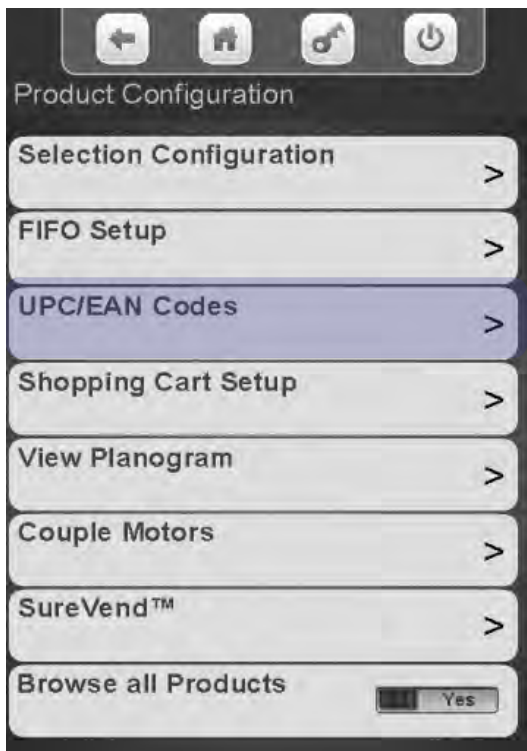 Product Configuration
Selection Configuration
>
FIFO Setup
>
UPC/EAN Codes
>
Shopping Cart Setup
>
View Planogram
>
Couple Motors
>
SureVend™
>
Browse all Products
Yes